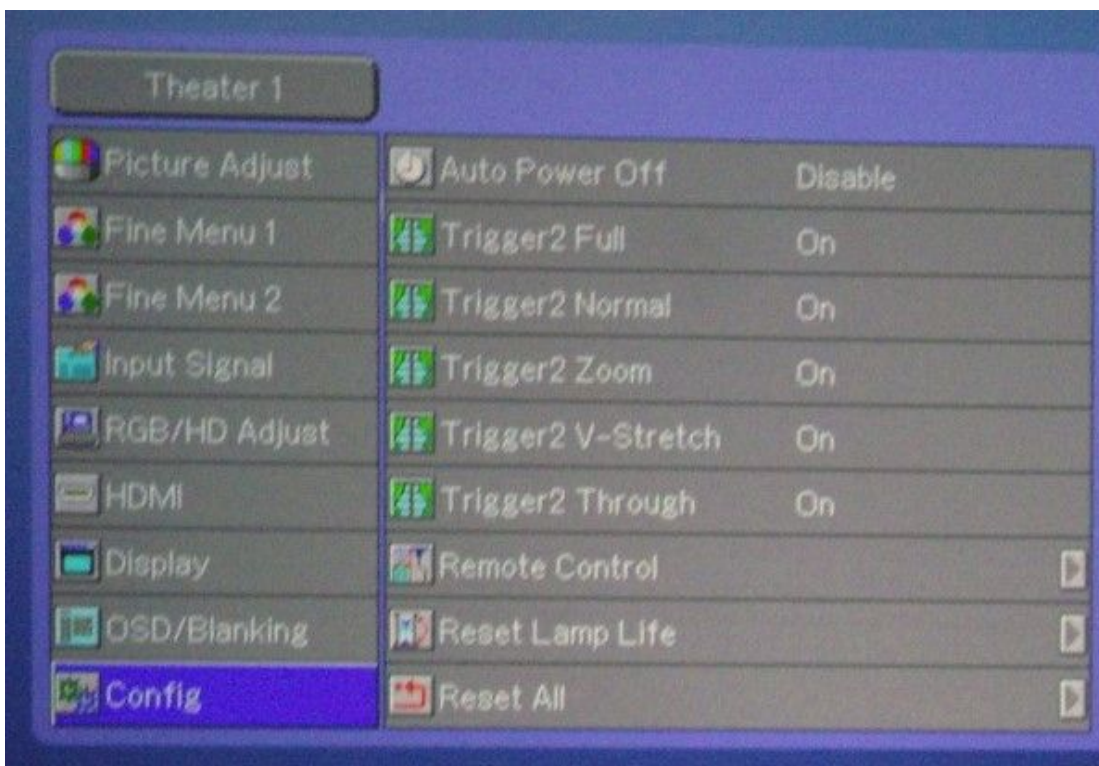 Theater 1
Picture Adjust
Fine Menu 1
Fine Menu 2
Input Signal
RGB/HD Adjust
HDMI
Display
OSD/Blanking
Config
Auto Power Off Disable
Trigger2 Full On
Trigger2 Normal On
Trigger2 Zoom On
Trigger2 V-Stretch On
Trigger2 Through On
Remote Control
Reset Lamp Life
Reset All